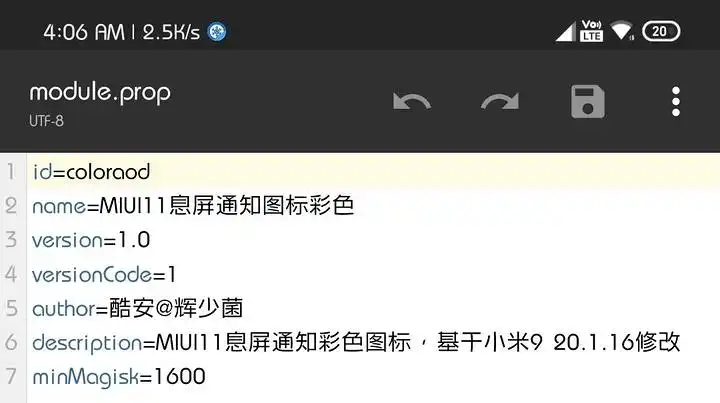 4:06 AM | 2.5K/s
Vo) LTE 20
module.prop
UTF-8
1 id=coloraod
2 name=MIUI11息屏通知图标彩色
3 version=1.0
4 versionCode=1
5 author=酷安@辉少菌
6 description=MIUI11息屏通知彩色图标，基于小米9 20.1.16修改
7 minMagisk=1600